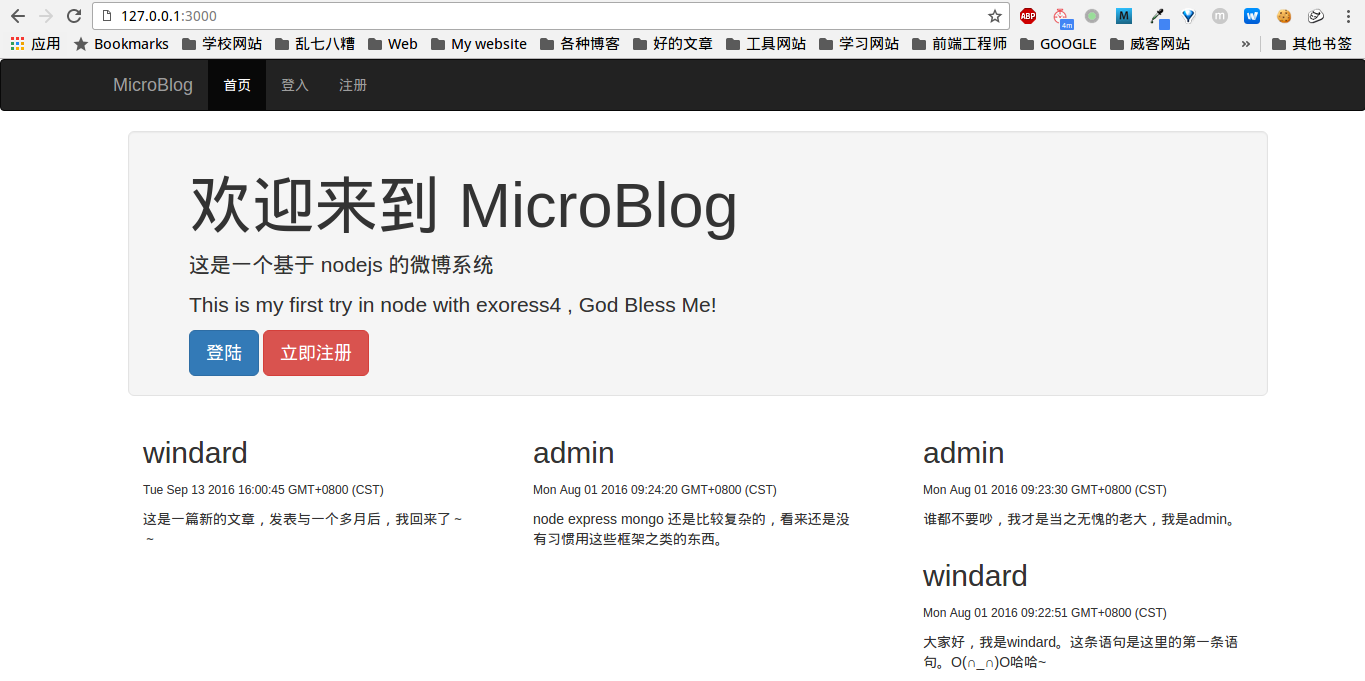 127.0.0.1:3000
ABP
4m
M
m
w
应用 Bookmarks 学校网站 乱七八糟 Web My website 各种博客 好的文章 工具网站 学习网站 前端工程师 GOOGLE 威客网站 » 其他书签
MicroBlog 首页 登入 注册
欢迎来到 MicroBlog
这是一个基于 nodejs 的微博系统
This is my first try in node with exoress4 , God Bless Me!
登陆 立即注册
windard
Tue Sep 13 2016 16:00:45 GMT+0800 (CST)
这是一篇新的文章，发表与一个多月后，我回来了～
～
admin
Mon Aug 01 2016 09:24:20 GMT+0800 (CST)
node express mongo 还是比较复杂的，看来还是没
有习惯用这些框架之类的东西。
admin
Mon Aug 01 2016 09:23:30 GMT+0800 (CST)
谁都不要吵，我才是当之无愧的老大，我是admin。
windard
Mon Aug 01 2016 09:22:51 GMT+0800 (CST)
大家好，我是windard。这条语句是这里的第一条语
句。O(∩_∩)O哈哈~